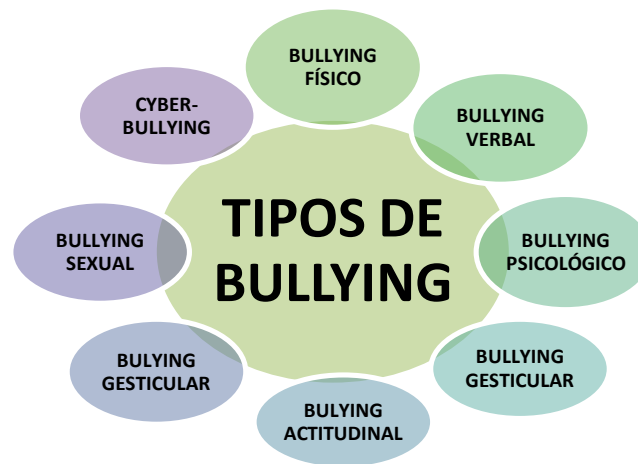 BULLYING
FÍSICO
BULLYING
VERBAL
BULLYING
PSICOLÓGICO
BULLYING
GESTICULAR
BULYING
ACTITUDINAL
BULYING
GESTICULAR
BULLYING
SEXUAL
CYBER-
BULLYING
TIPOS DE
BULLYING